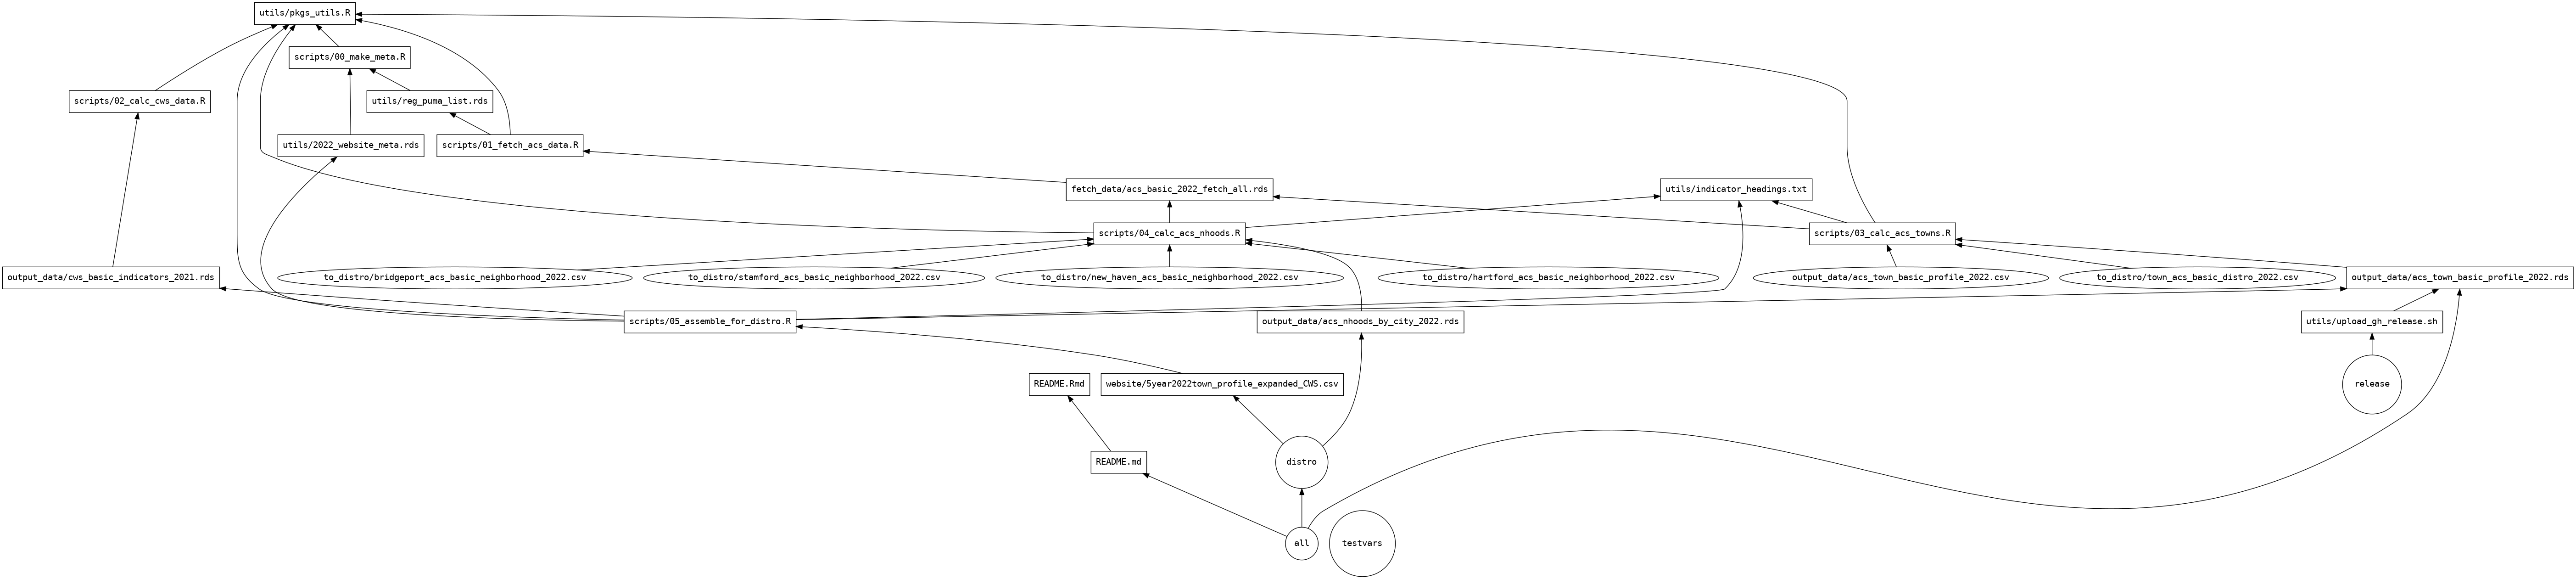 utils/pkgs_utils.R
scripts/00_make_meta.R
scripts/02_calc_cws_data.R
utils/reg_puma_list.rds
utils/2022_website_meta.rds
scripts/01_fetch_acs_data.R
fetch_data/acs_basic_2022_fetch_all.rds
utils/indicator_headings.txt
scripts/04_calc_acs_nhoods.R
scripts/03_calc_acs_towns.R
output_data/cws_basic_indicators_2021.rds
to_distro/bridgeport_acs_basic_neighborhood_2022.csv
to_distro/stamford_acs_basic_neighborhood_2022.csv
to_distro/new_haven_acs_basic_neighborhood_2022.csv
to_distro/hartford_acs_basic_neighborhood_2022.csv
output_data/acs_town_basic_profile_2022.csv
to_distro/town_acs_basic_distro_2022.csv
output_data/acs_town_basic_profile_2022.rds
scripts/05_assemble_for_distro.R
output_data/acs_nhoods_by_city_2022.rds
utils/upload_gh_release.sh
README.Rmd
website/5year2022town_profile_expanded_CWS.csv
release
README.md
distro
all
testvars